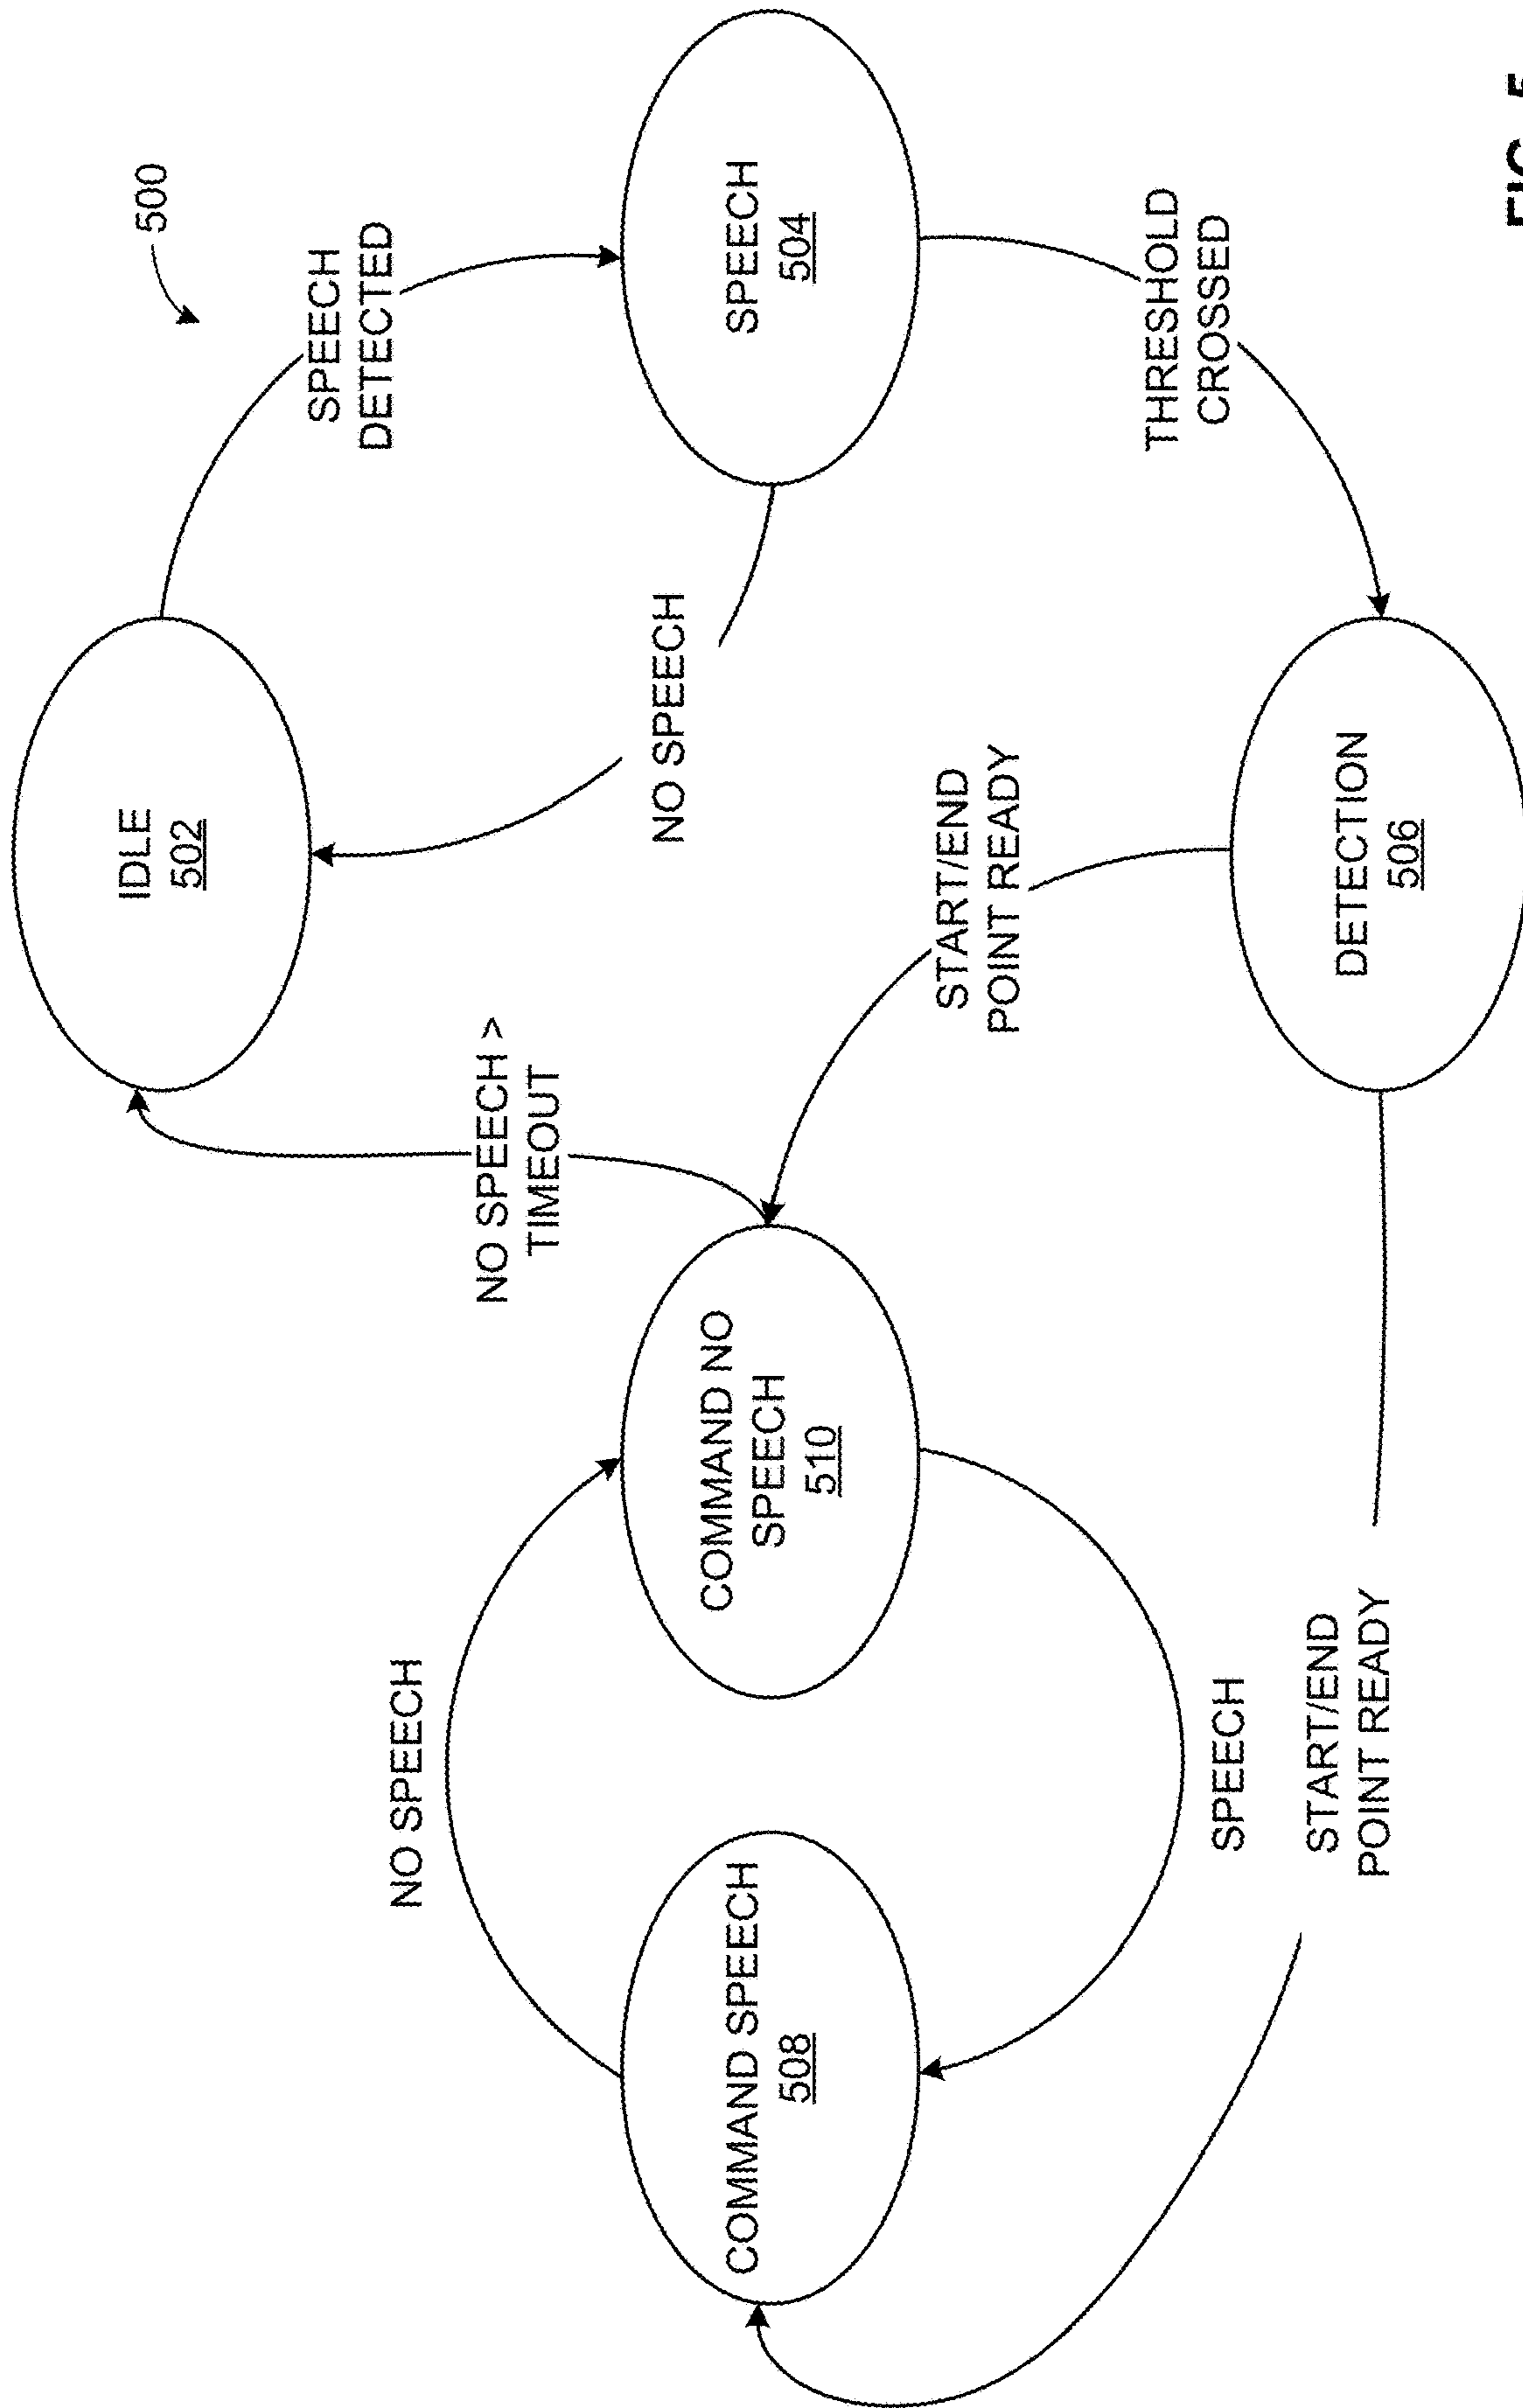 500
IDLE
502
SPEECH
DETECTED
SPEECH
504
NO SPEECH
THRESHOLD
CROSSED
DETECTION
506
START/END
POINT READY
NO SPEECH >
TIMEOUT
COMMAND NO
SPEECH
510
NO SPEECH
COMMAND SPEECH
508
SPEECH
START/END
POINT READY